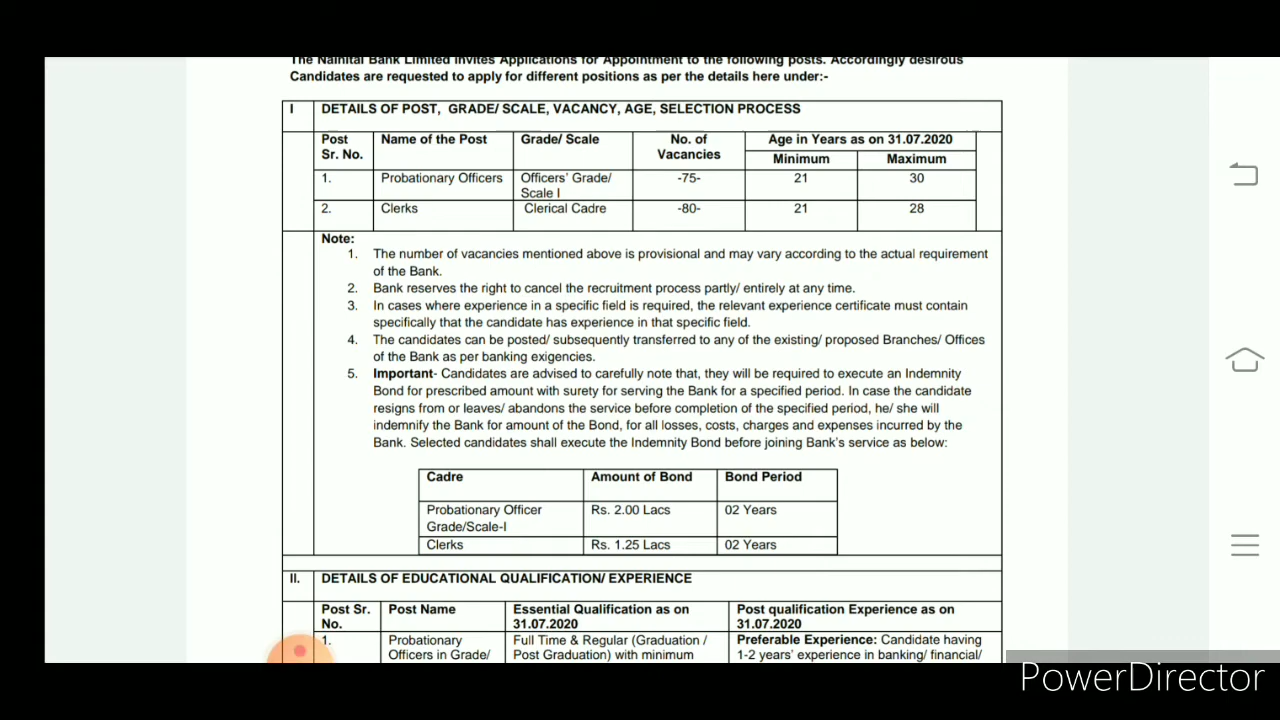 The Nainital Bank Limited invites Applications for Appointment to the following posts. Accordingly desirous
Candidates are requested to apply for different positions as per the details here under:-
I DETAILS OF POST, GRADE/ SCALE, VACANCY, AGE, SELECTION PROCESS
Post Sr. No. Name of the Post Grade/ Scale No. of Vacancies Age in Years as on 31.07.2020
Minimum Maximum
1. Probationary Officers Officers' Grade/ Scale I -75- 21 30
2. Clerks Clerical Cadre -80- 21 28
Note:
1. The number of vacancies mentioned above is provisional and may vary according to the actual requirement
of the Bank.
2. Bank reserves the right to cancel the recruitment process partly/ entirely at any time.
3. In cases where experience in a specific field is required, the relevant experience certificate must contain
specifically that the candidate has experience in that specific field.
4. The candidates can be posted/ subsequently transferred to any of the existing/ proposed Branches/ Offices
of the Bank as per banking exigencies.
5. Important- Candidates are advised to carefully note that, they will be required to execute an Indemnity
Bond for prescribed amount with surety for serving the Bank for a specified period. In case the candidate
resigns from or leaves/ abandons the service before completion of the specified period, he/ she will
indemnify the Bank for amount of the Bond, for all losses, costs, charges and expenses incurred by the
Bank. Selected candidates shall execute the Indemnity Bond before joining Bank's service as below:
Cadre Amount of Bond Bond Period
Probationary Officer Grade/Scale-I Rs. 2.00 Lacs 02 Years
Clerks Rs. 1.25 Lacs 02 Years
II. DETAILS OF EDUCATIONAL QUALIFICATION/ EXPERIENCE
Post Sr. No. Post Name Essential Qualification as on 31.07.2020 Post qualification Experience as on 31.07.2020
1. Probationary Full Time & Regular (Graduation / Preferable Experience: Candidate having
Officers in Grade/ Post Graduation) with minimum 1-2 years' experience in banking/ financial/
PowerDirector